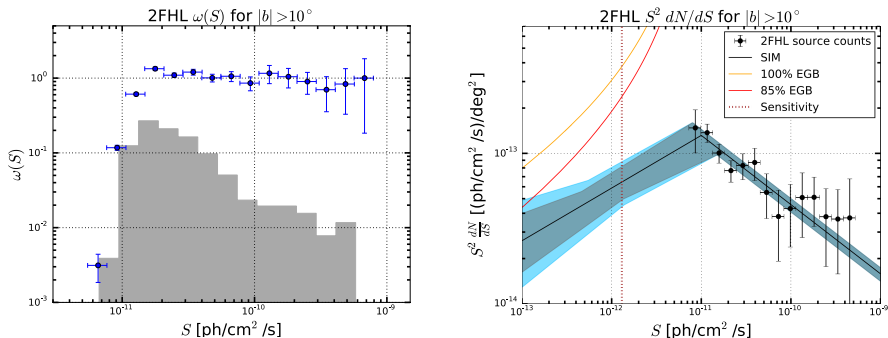 2FHL ω(S) for |b|>10°
10⁰
10⁻¹
10⁻²
10⁻³
ω(S)
10⁻¹¹ 10⁻¹⁰ 10⁻⁹
S [ph/cm² /s]
2FHL S² dN/dS for |b|>10°
2FHL source counts
SIM
100% EGB
85% EGB
Sensitivity
10⁻¹³
10⁻¹⁴
S² dN/dS [(ph/cm² /s)/deg² ]
10⁻¹³ 10⁻¹² 10⁻¹¹ 10⁻¹⁰ 10⁻⁹
S [ph/cm² /s]